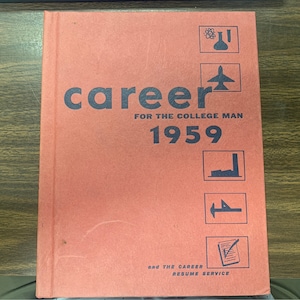 career
FOR THE COLLEGE MAN
1959
and THE CAREER
RESUME SERVICE